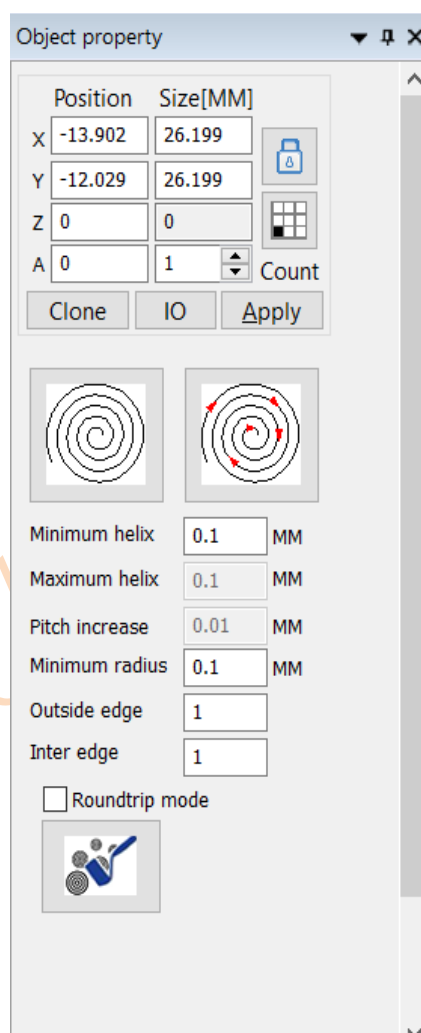 Object property
Position Size[MM]
X -13.902 26.199
Y -12.029 26.199
Z 0 0
A 0 1 Count
Clone IO Apply
Minimum helix 0.1 MM
Maximum helix 0.1 MM
Pitch increase 0.01 MM
Minimum radius 0.1 MM
Outside edge 1
Inter edge 1
Roundtrip mode